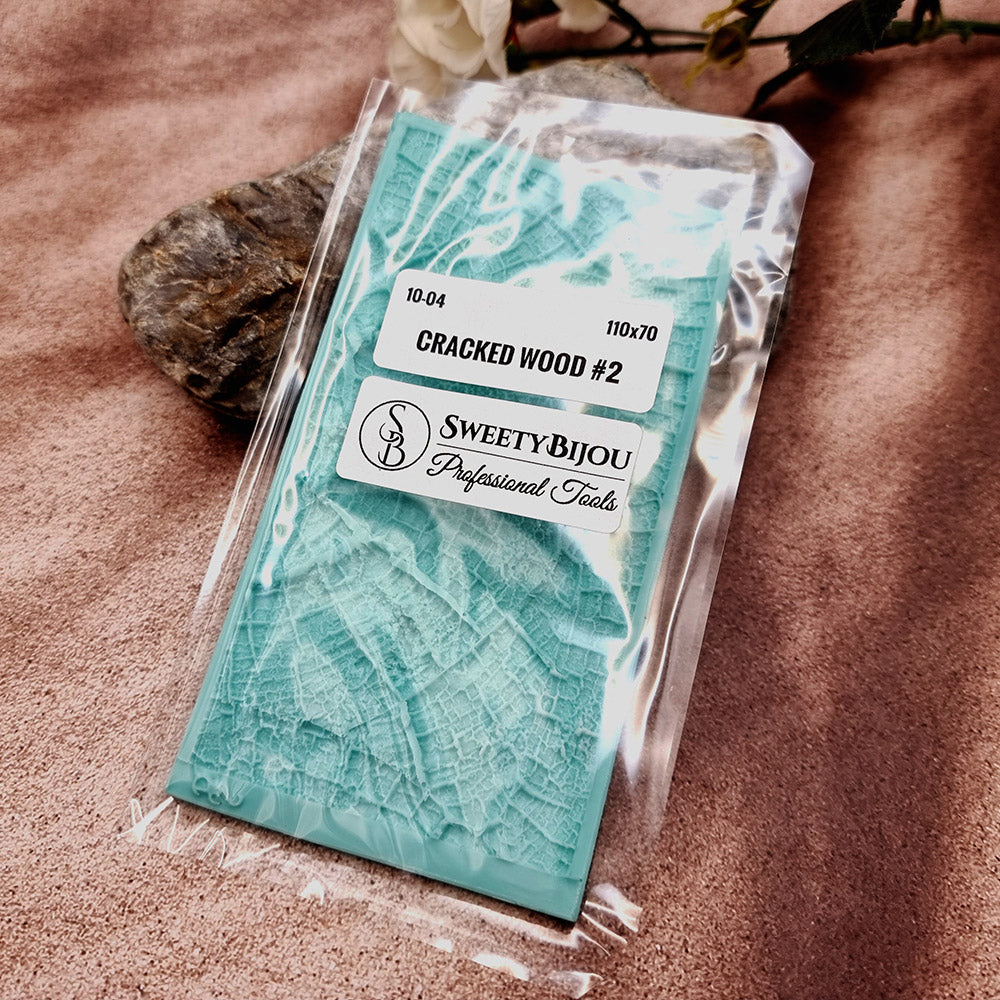 10-04
110x70
CRACKED WOOD #2
SB
SWEETYBIJOU
Professional Tools